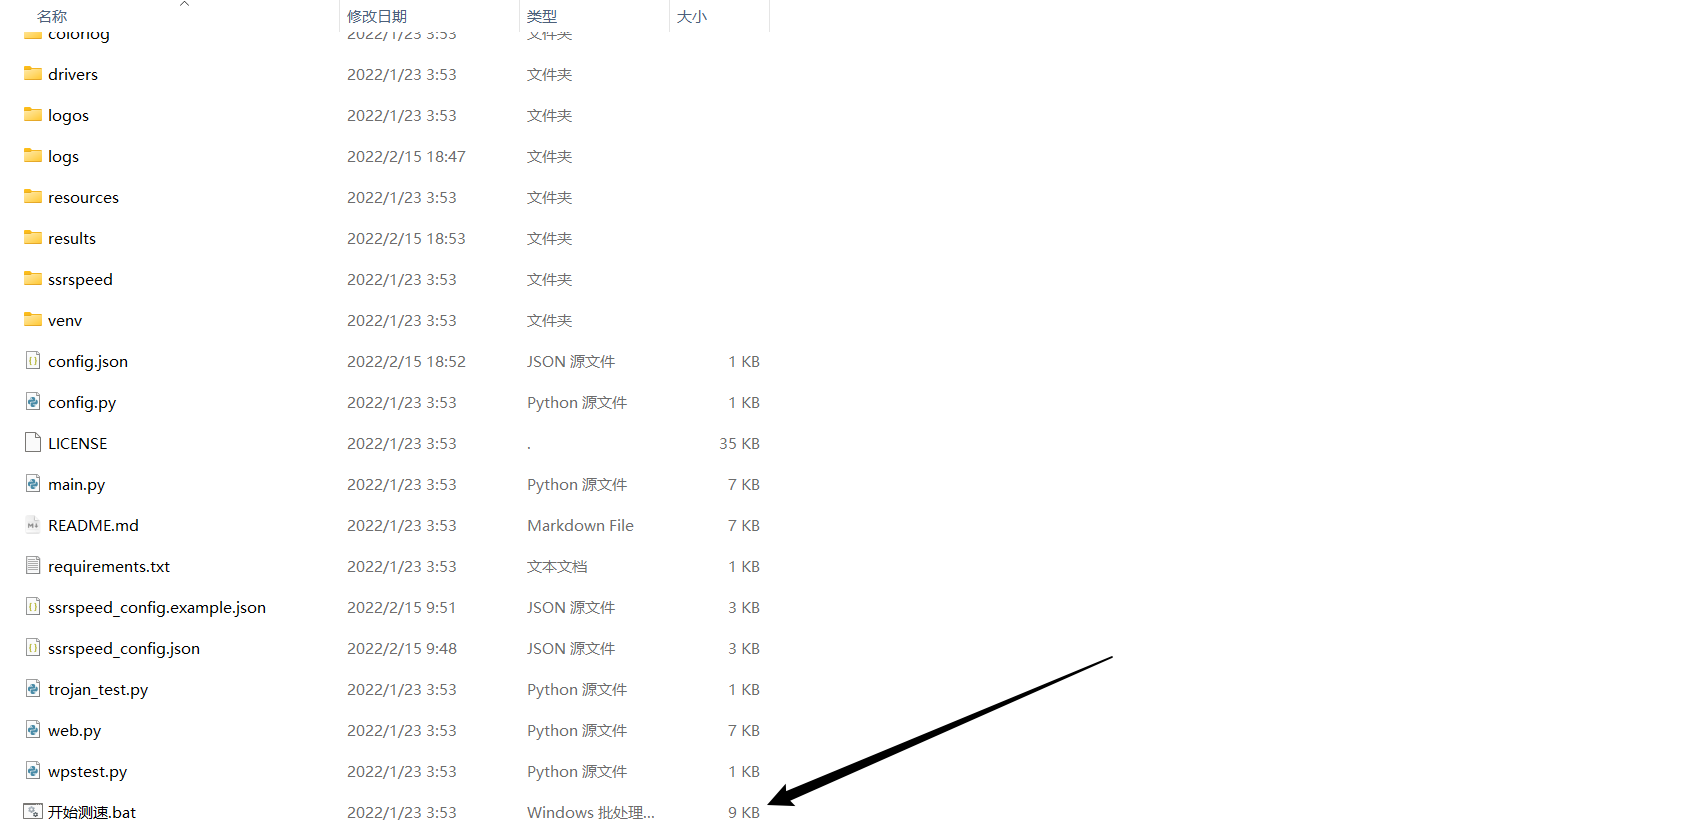 名称 修改日期 类型 大小
colorlog 2022/1/23 3:53 文件夹
drivers 2022/1/23 3:53 文件夹
logos 2022/1/23 3:53 文件夹
logs 2022/2/15 18:47 文件夹
resources 2022/1/23 3:53 文件夹
results 2022/2/15 18:53 文件夹
ssrspeed 2022/1/23 3:53 文件夹
venv 2022/1/23 3:53 文件夹
config.json 2022/2/15 18:52 JSON 源文件 1 KB
config.py 2022/1/23 3:53 Python 源文件 1 KB
LICENSE 2022/1/23 3:53 . 35 KB
main.py 2022/1/23 3:53 Python 源文件 7 KB
README.md 2022/1/23 3:53 Markdown File 7 KB
requirements.txt 2022/1/23 3:53 文本文档 1 KB
ssrspeed_config.example.json 2022/2/15 9:51 JSON 源文件 3 KB
ssrspeed_config.json 2022/2/15 9:48 JSON 源文件 3 KB
trojan_test.py 2022/1/23 3:53 Python 源文件 1 KB
web.py 2022/1/23 3:53 Python 源文件 7 KB
wpstest.py 2022/1/23 3:53 Python 源文件 1 KB
开始测速.bat 2022/1/23 3:53 Windows 批处理... 9 KB